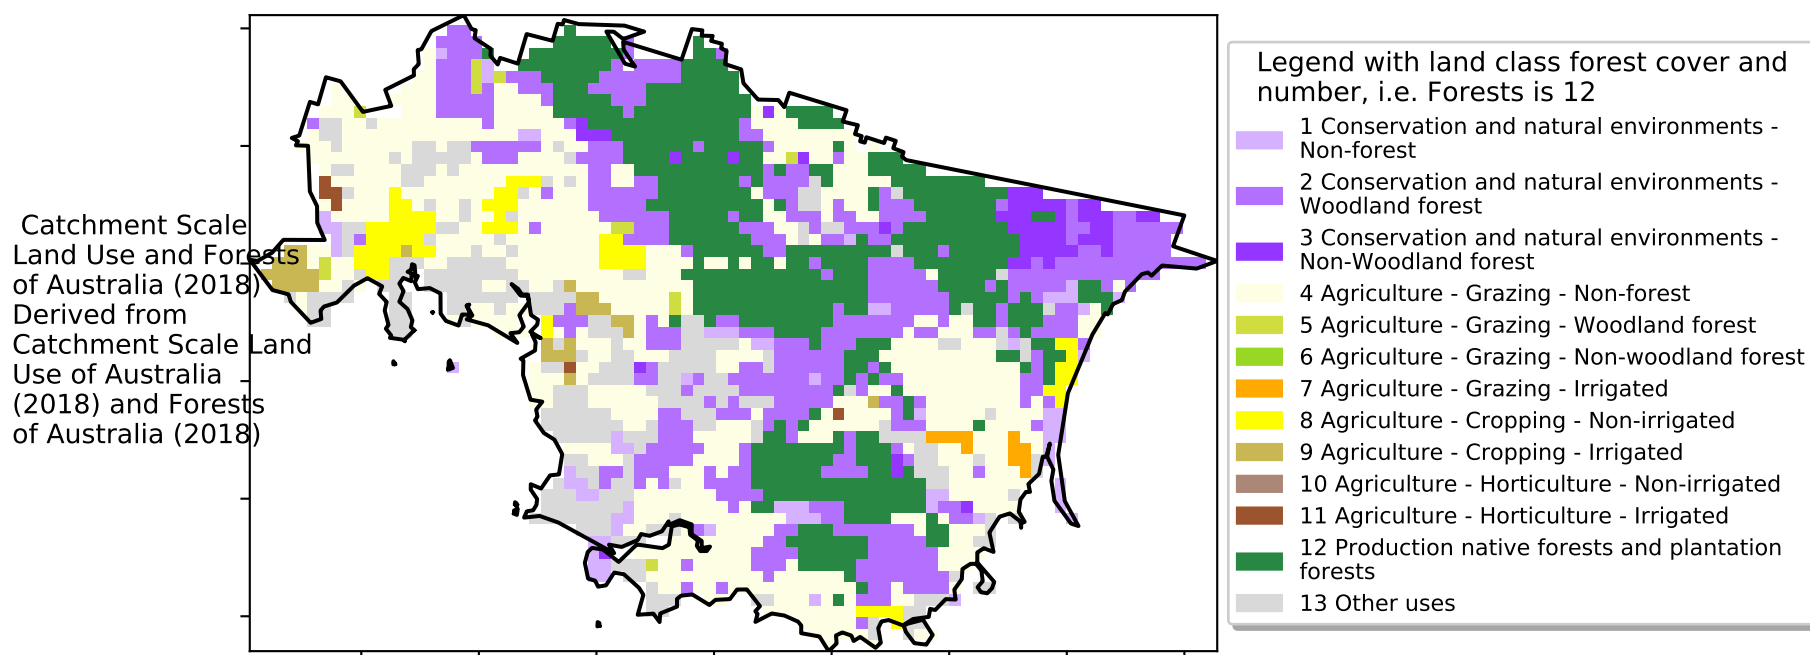 Catchment Scale
Land Use and Forests
of Australia (2018)
Derived from
Catchment Scale Land
Use of Australia
(2018) and Forests
of Australia (2018)
Legend with land class forest cover and
number, i.e. Forests is 12
1 Conservation and natural environments -
Non-forest
2 Conservation and natural environments -
Woodland forest
3 Conservation and natural environments -
Non-Woodland forest
4 Agriculture - Grazing - Non-forest
5 Agriculture - Grazing - Woodland forest
6 Agriculture - Grazing - Non-woodland forest
7 Agriculture - Grazing - Irrigated
8 Agriculture - Cropping - Non-irrigated
9 Agriculture - Cropping - Irrigated
10 Agriculture - Horticulture - Non-irrigated
11 Agriculture - Horticulture - Irrigated
12 Production native forests and plantation
forests
13 Other uses